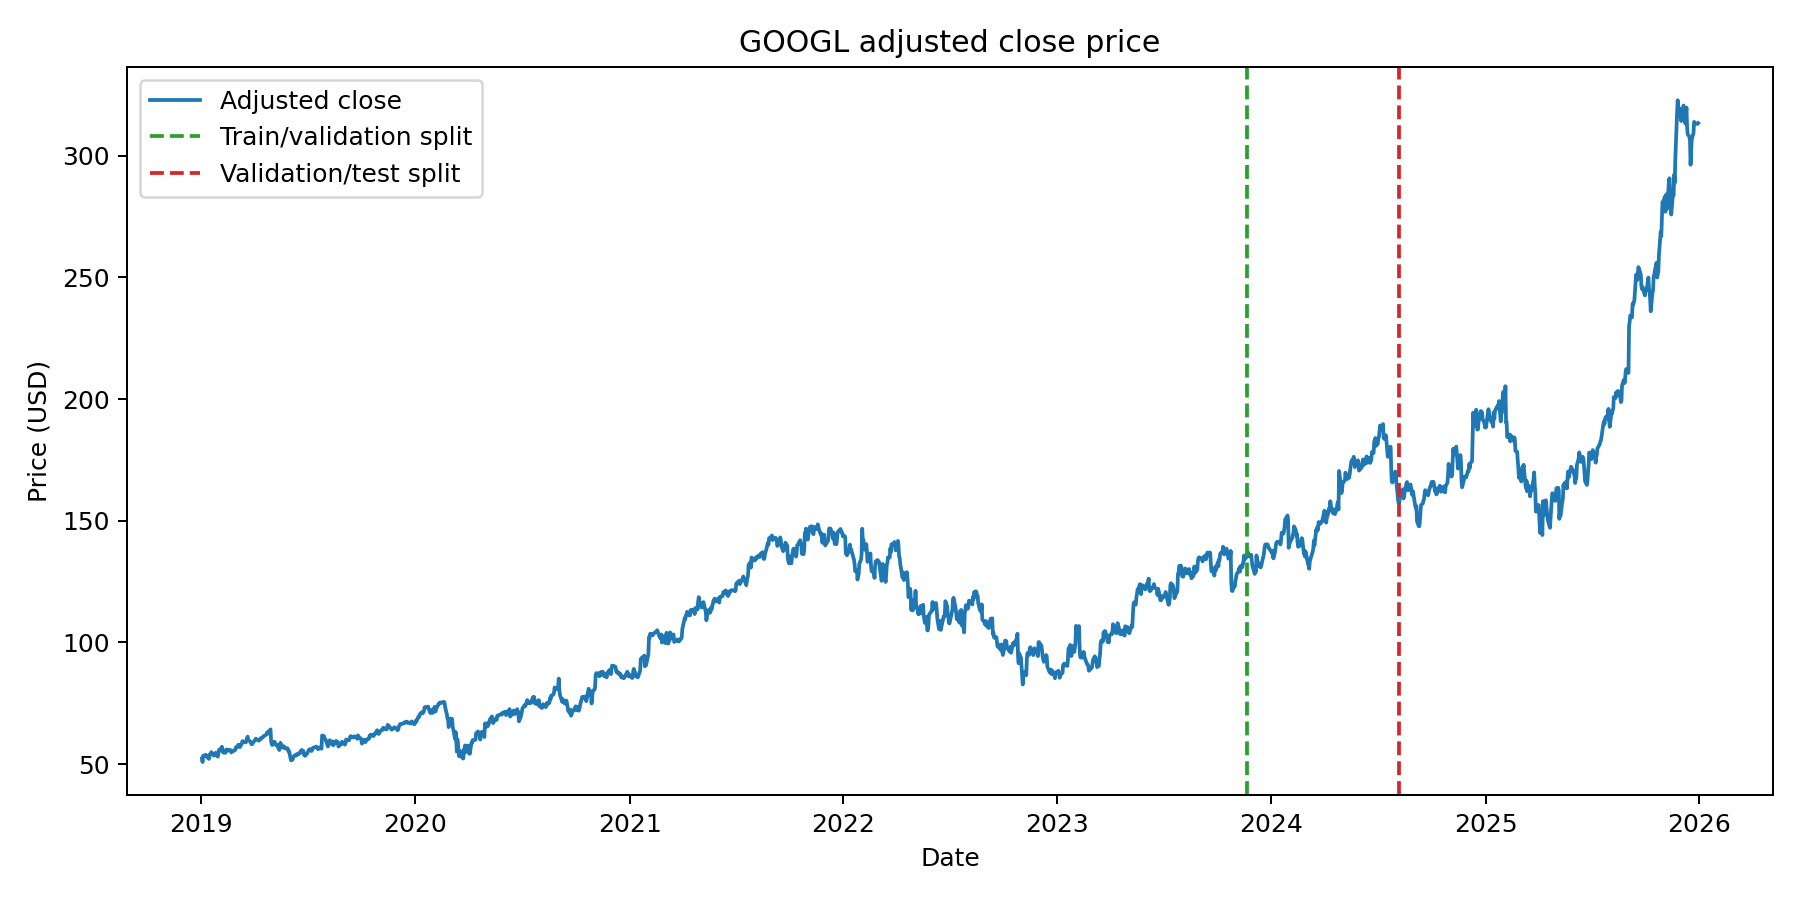 GOOGL adjusted close price
Adjusted close
Train/validation split
Validation/test split
Price (USD)
300
250
200
150
100
50
2019 2020 2021 2022 2023 2024 2025 2026
Date